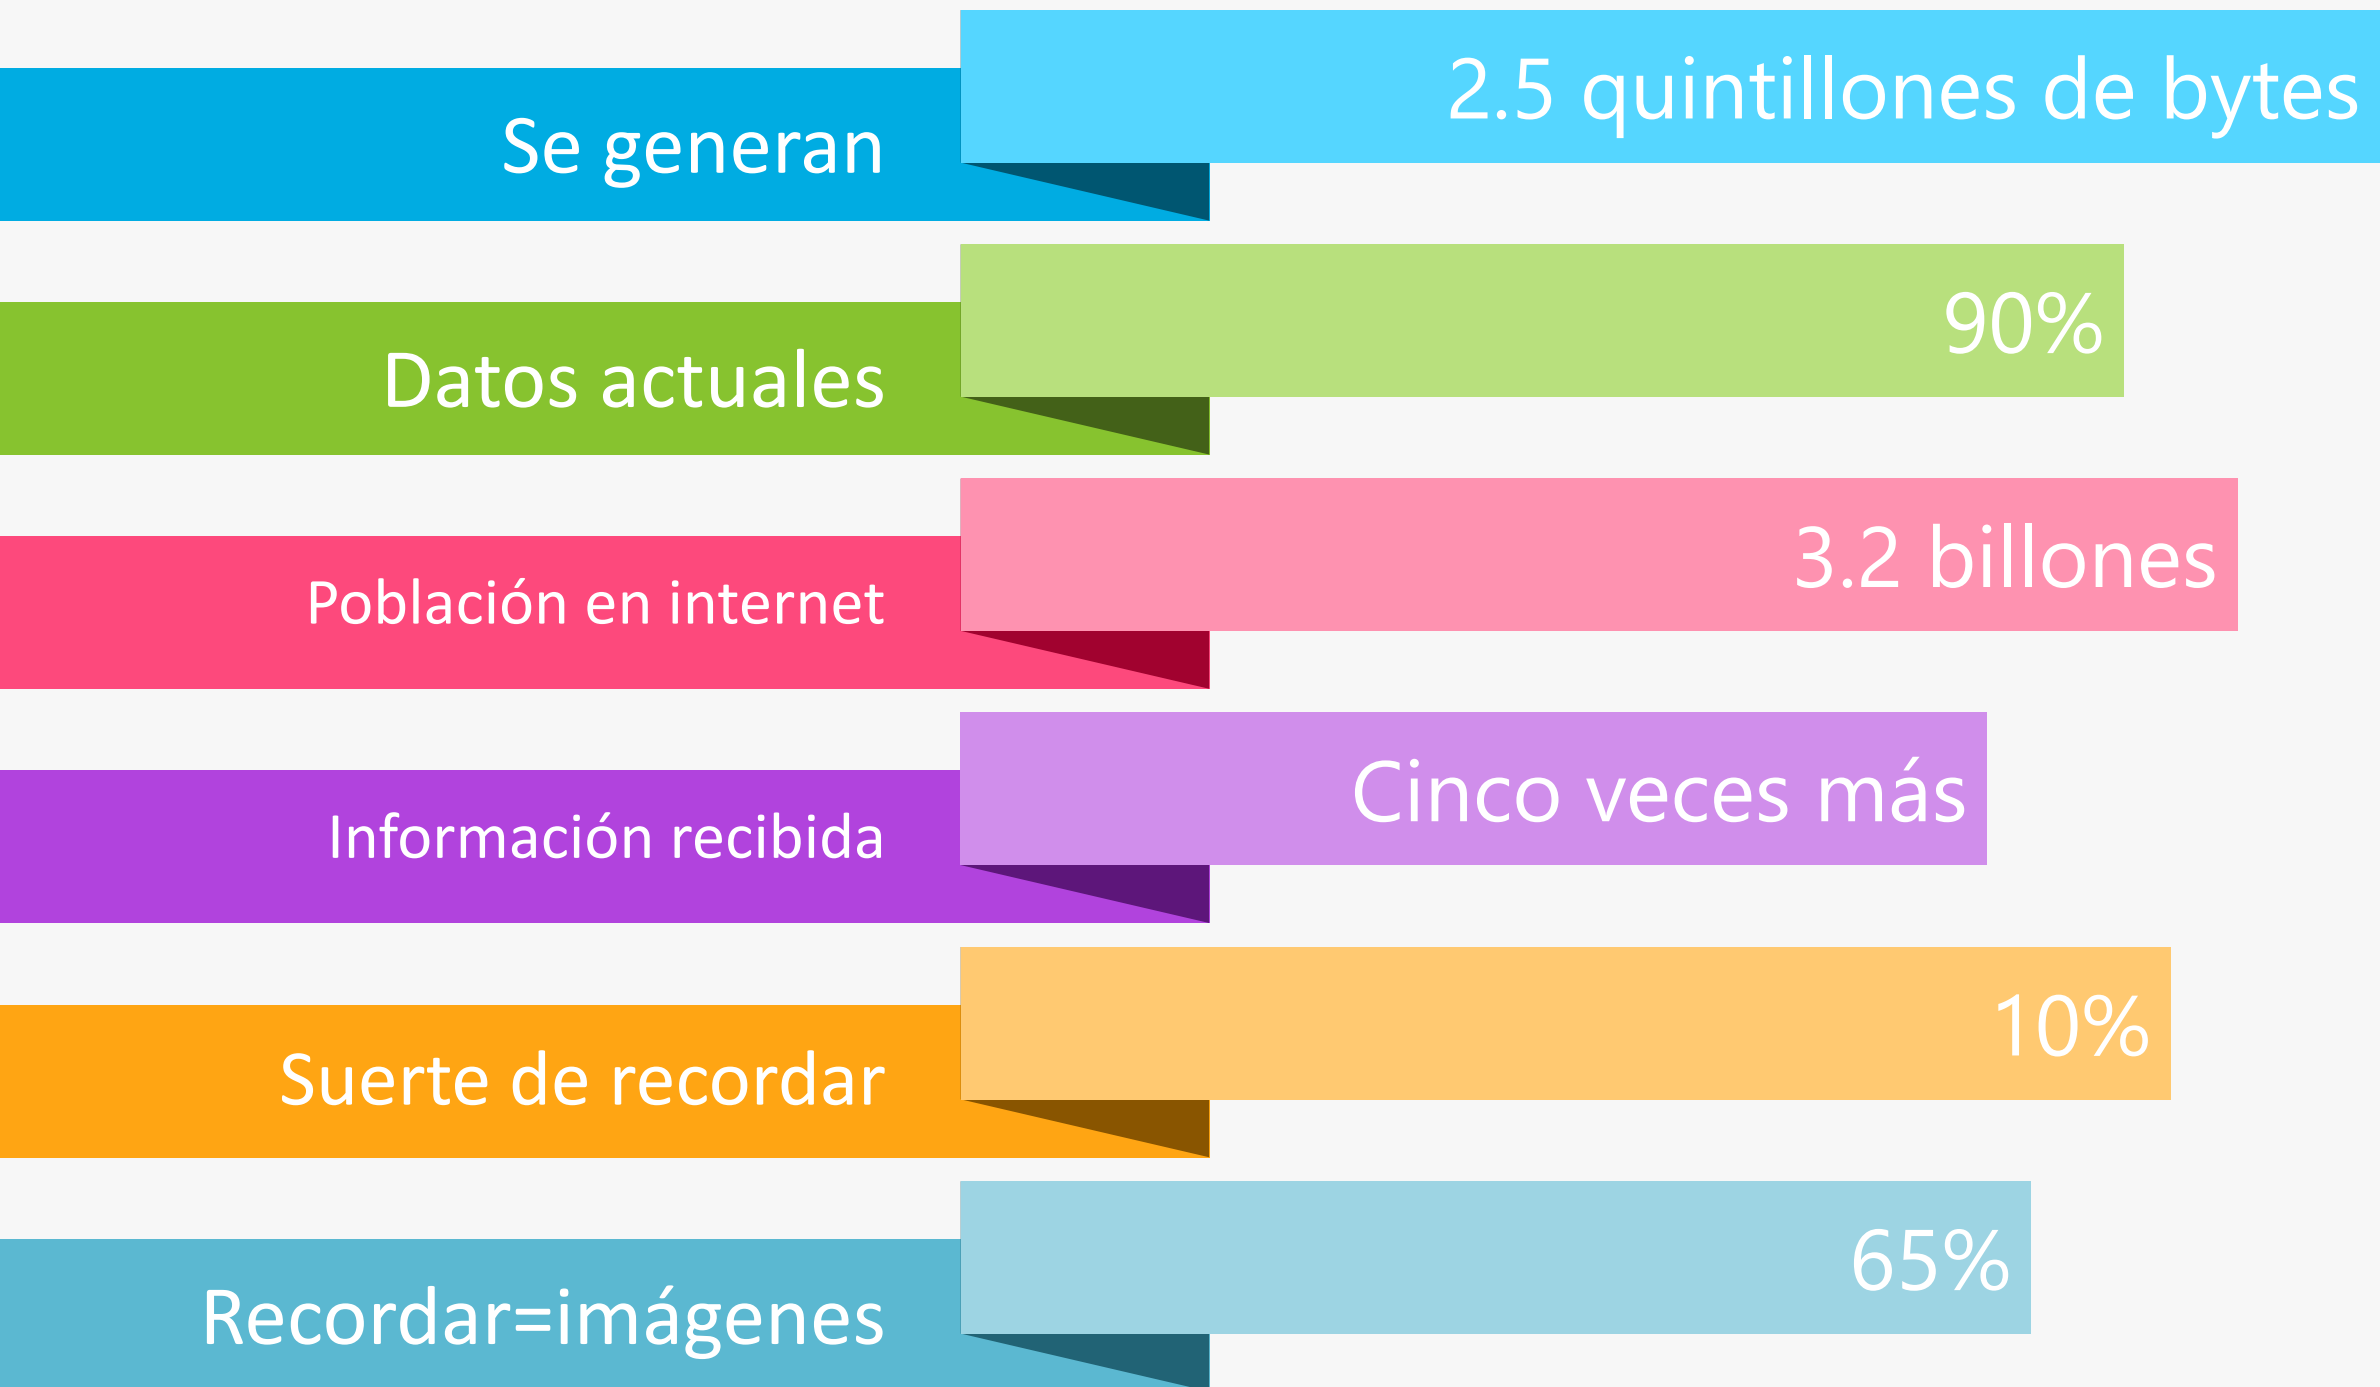 Se generan
2.5 quintillones de bytes
Datos actuales
90%
Población en internet
3.2 billones
Información recibida
Cinco veces más
Suerte de recordar
10%
Recordar=imágenes
65%